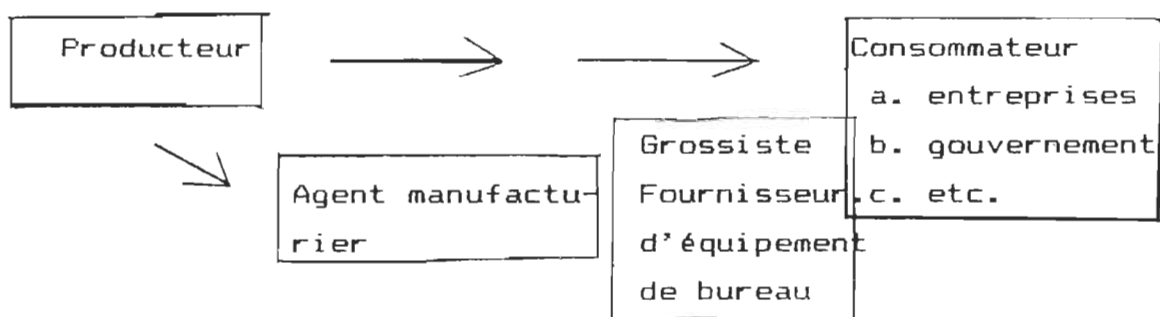 Producteur
Consommateur
a. entreprises
b. gouvernement
c. etc.
Agent manufactu-
rier
Grossiste
Fournisseur.
d'équipement
de bureau